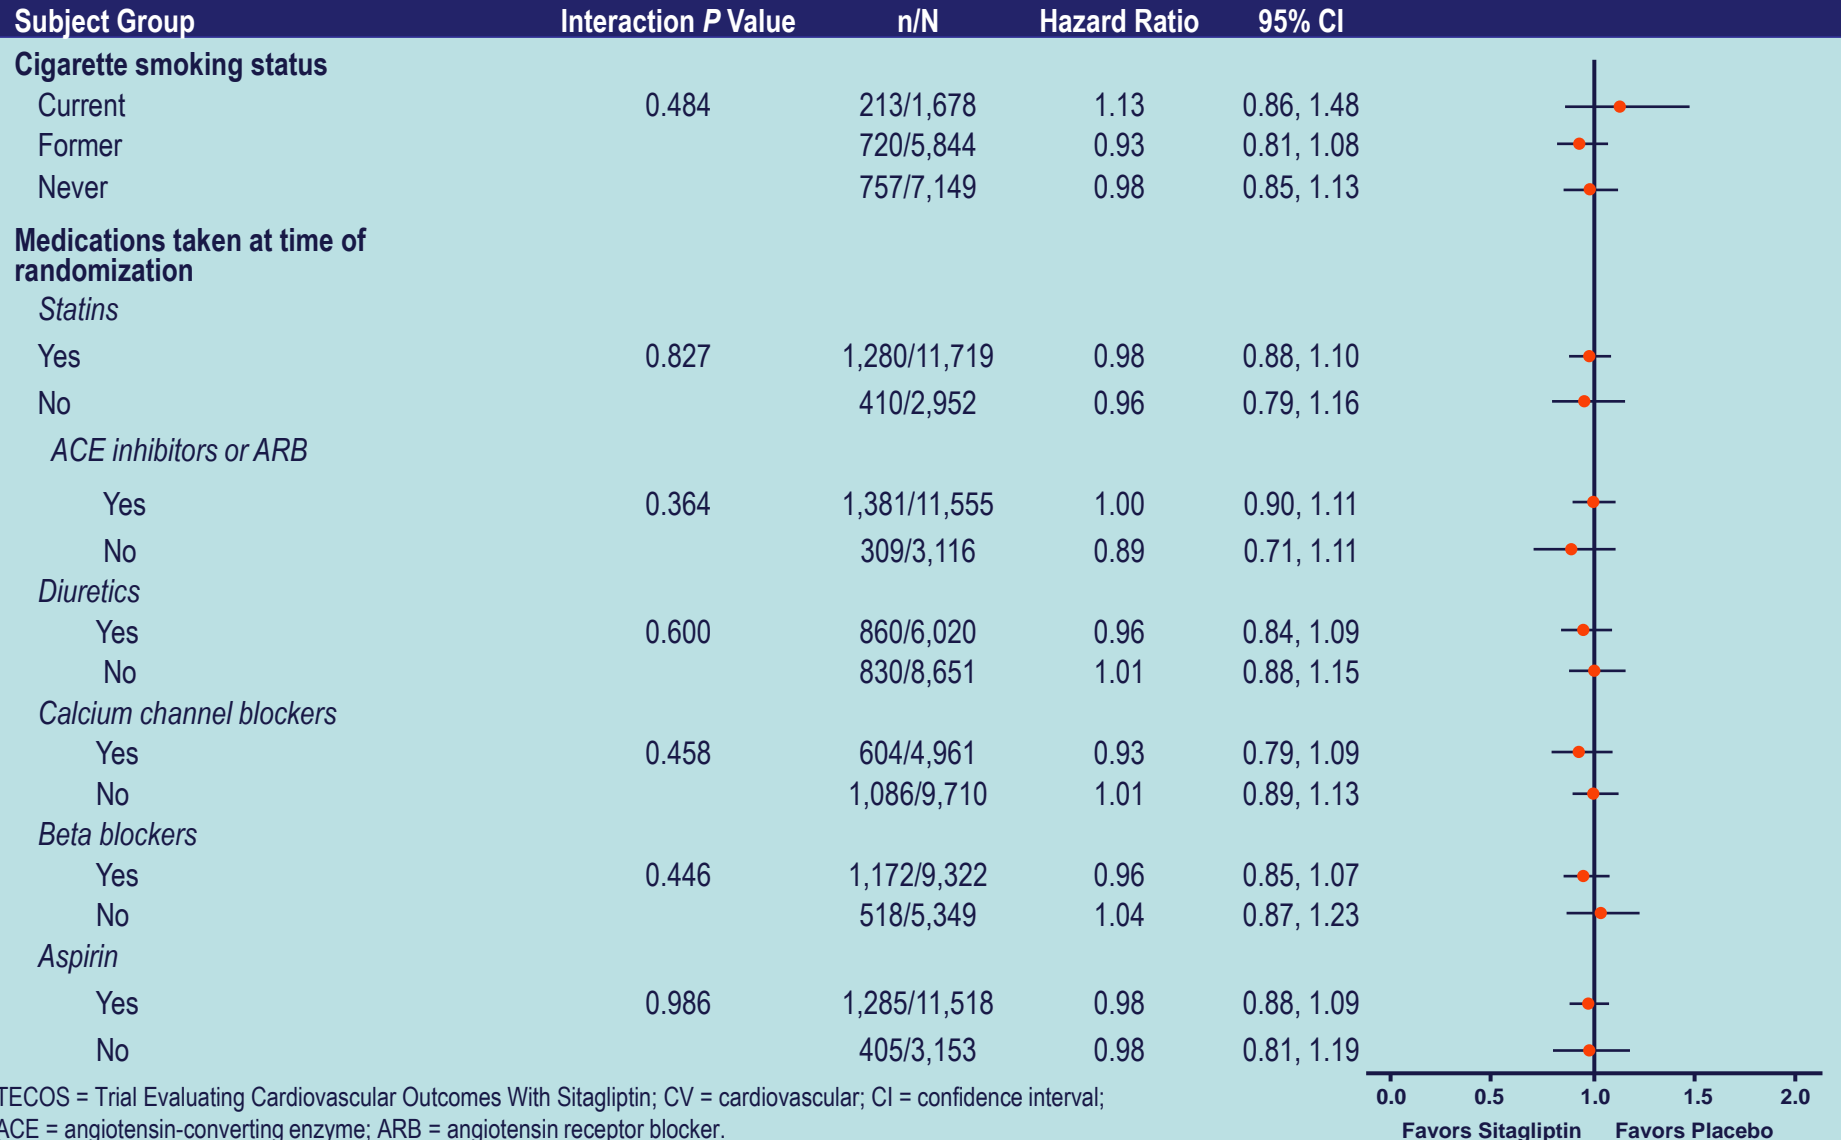 Subject Group Interaction P Value n/N Hazard Ratio 95% CI
Cigarette smoking status
Current 0.484 213/1,678 1.13 0.86, 1.48
Former 720/5,844 0.93 0.81, 1.08
Never 757/7,149 0.98 0.85, 1.13
Medications taken at time of
randomization
Statins
Yes 0.827 1,280/11,719 0.98 0.88, 1.10
No 410/2,952 0.96 0.79, 1.16
ACE inhibitors or ARB
Yes 0.364 1,381/11,555 1.00 0.90, 1.11
No 309/3,116 0.89 0.71, 1.11
Diuretics
Yes 0.600 860/6,020 0.96 0.84, 1.09
No 830/8,651 1.01 0.88, 1.15
Calcium channel blockers
Yes 0.458 604/4,961 0.93 0.79, 1.09
No 1,086/9,710 1.01 0.89, 1.13
Beta blockers
Yes 0.446 1,172/9,322 0.96 0.85, 1.07
No 518/5,349 1.04 0.87, 1.23
Aspirin
Yes 0.986 1,285/11,518 0.98 0.88, 1.09
No 405/3,153 0.98 0.81, 1.19
0.0 0.5 1.0 1.5 2.0
Favors Sitagliptin Favors Placebo
TECOS = Trial Evaluating Cardiovascular Outcomes With Sitagliptin; CV = cardiovascular; CI = confidence interval;
ACE = angiotensin-converting enzyme; ARB = angiotensin receptor blocker.